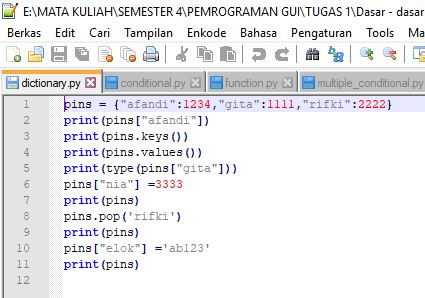 E:\MATA KULIAH\SEMESTER 4\PEMROGRAMAN GUI\TUGAS 1\Dasar - dasar
Berkas Edit Cari Tampilan Enkode Bahasa Pengaturan Tools
dictionary.py conditional.py function.py multiple_conditional.py
1 pins = {"afandi":1234,"gita":1111,"rifki":2222}
2 print(pins["afandi"])
3 print(pins.keys())
4 print(pins.values())
5 print(type(pins["gita"]))
6 pins["nia"] =3333
7 print(pins)
8 pins.pop('rifki')
9 print(pins)
10 pins["elok"] ='ab123'
11 print(pins)
12